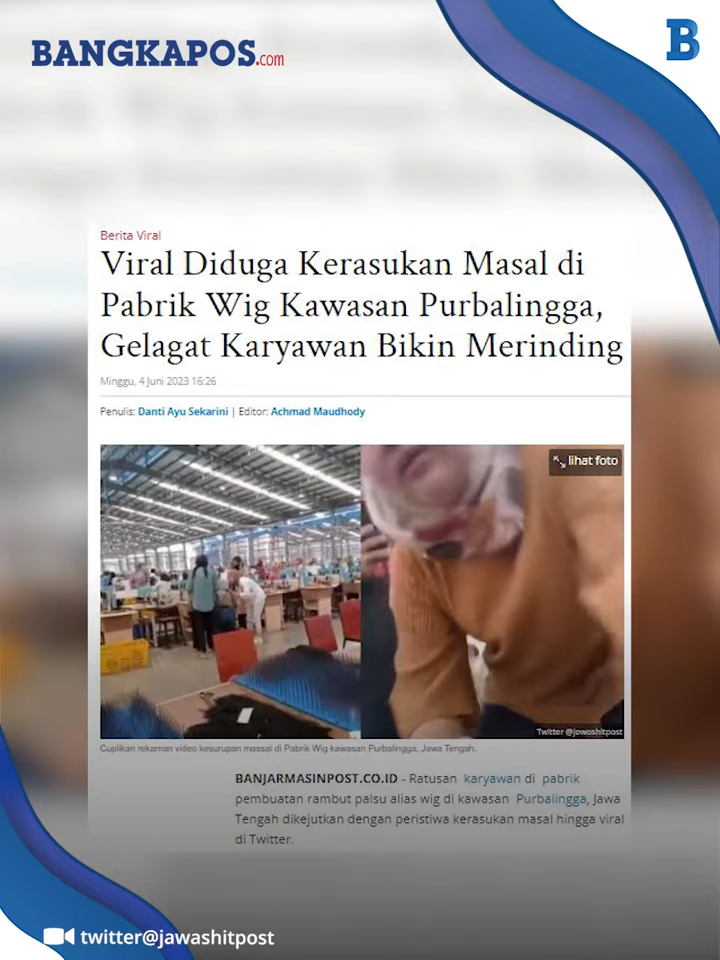 BANGKAPOS.com
B
Berita Viral
Viral Diduga Kerasukan Masal di
Pabrik Wig Kawasan Purbalingga,
Gelagat Karyawan Bikin Merinding
Minggu, 4 Juni 2023 16:26
Penulis: Danti Ayu Sekarini | Editor: Achmad Maudhody
lihat foto
Twitter @jawashitpost
Cuplikan rekaman video kesurupan massal di Pabrik Wig kawasan Purbalingga, Jawa Tengah.
BANJARMASINPOST.CO.ID - Ratusan karyawan di pabrik
pembuatan rambut palsu alias wig di kawasan Purbalingga, Jawa
Tengah dikejutkan dengan peristiwa kerasukan masal hingga viral
di Twitter.
twitter@jawashitpost